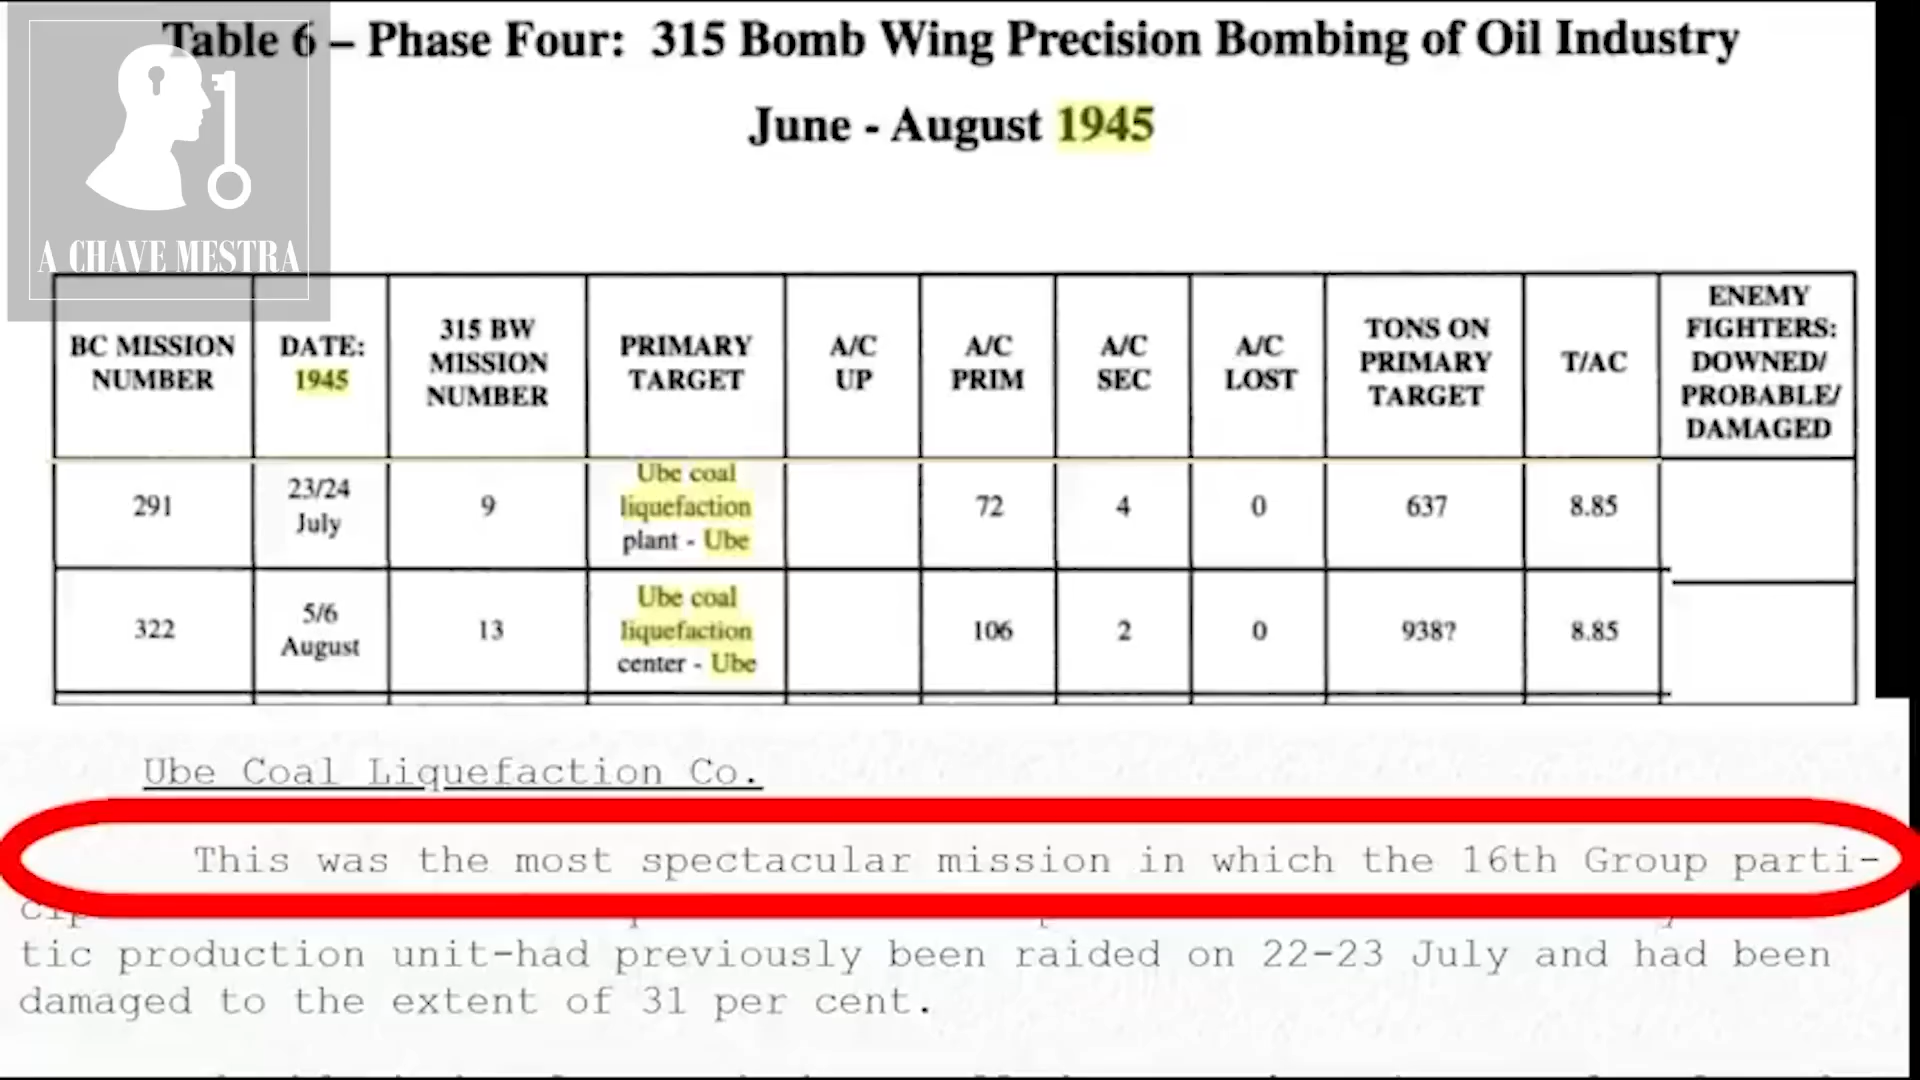 Table 6 – Phase Four: 315 Bomb Wing Precision Bombing of Oil Industry
June - August 1945
A CHAVE MESTRA
BC MISSION NUMBER
DATE: 1945
315 BW MISSION NUMBER
PRIMARY TARGET
A/C UP
A/C PRIM
A/C SEC
A/C LOST
TONS ON PRIMARY TARGET
T/AC
ENEMY FIGHTERS: DOWNED/ PROBABLE/ DAMAGED
291
23/24 July
9
Ube coal liquefaction plant - Ube
72
4
0
637
8.85
322
5/6 August
13
Ube coal liquefaction center - Ube
106
2
0
938?
8.85
Ube Coal Liquefaction Co.
This was the most spectacular mission in which the 16th Group parti-
tic production unit-had previously been raided on 22-23 July and had been
damaged to the extent of 31 per cent.